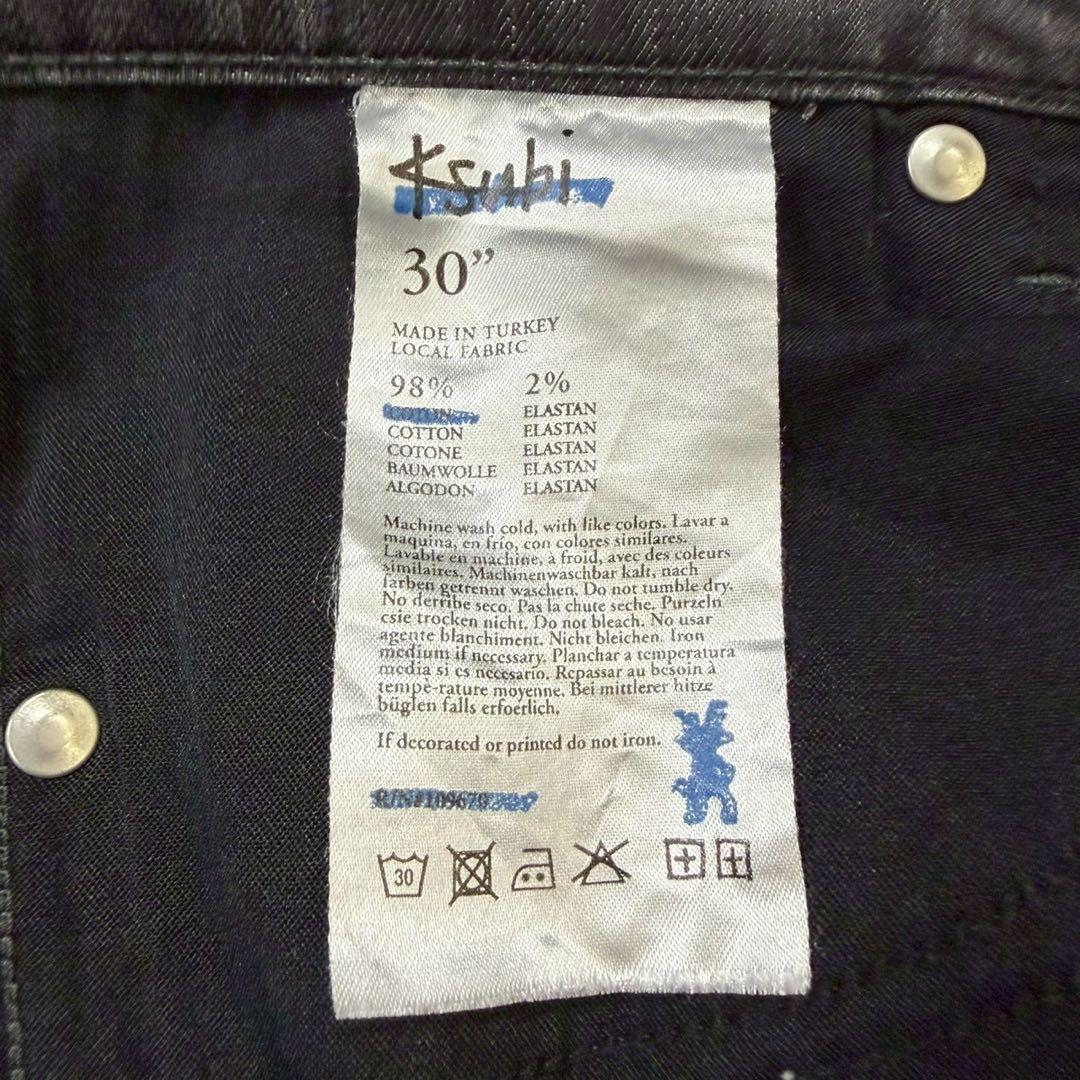 Ksubi
30”
MADE IN TURKEY
LOCAL FABRIC
98% 2%
COTON ELASTAN
COTTON ELASTAN
COTONE ELASTAN
BAUMWOLLE ELASTAN
ALGODON ELASTAN
Machine wash cold, with like colors. Lavar a
maquina, en frio, con colores similares.
Lavable en machine, a froid, avec des coleurs
similaires. Machinenwaschbar kalt, nach
farben getrennt waschen. Do not tumble dry.
No derribe seco. Pas la chute seche. Purzeln
csie trocken nicht. Do not bleach. No usar
agente blanchiment. Nicht bleichen. Iron
medium if necessary. Planchar a temperatura
media si es necesario. Repassar au besoin à
tempè-rature moyenne. Bei mittlerer hitze
büglen falls erfoerlich.
If decorated or printed do not iron.
R/N#109670
30